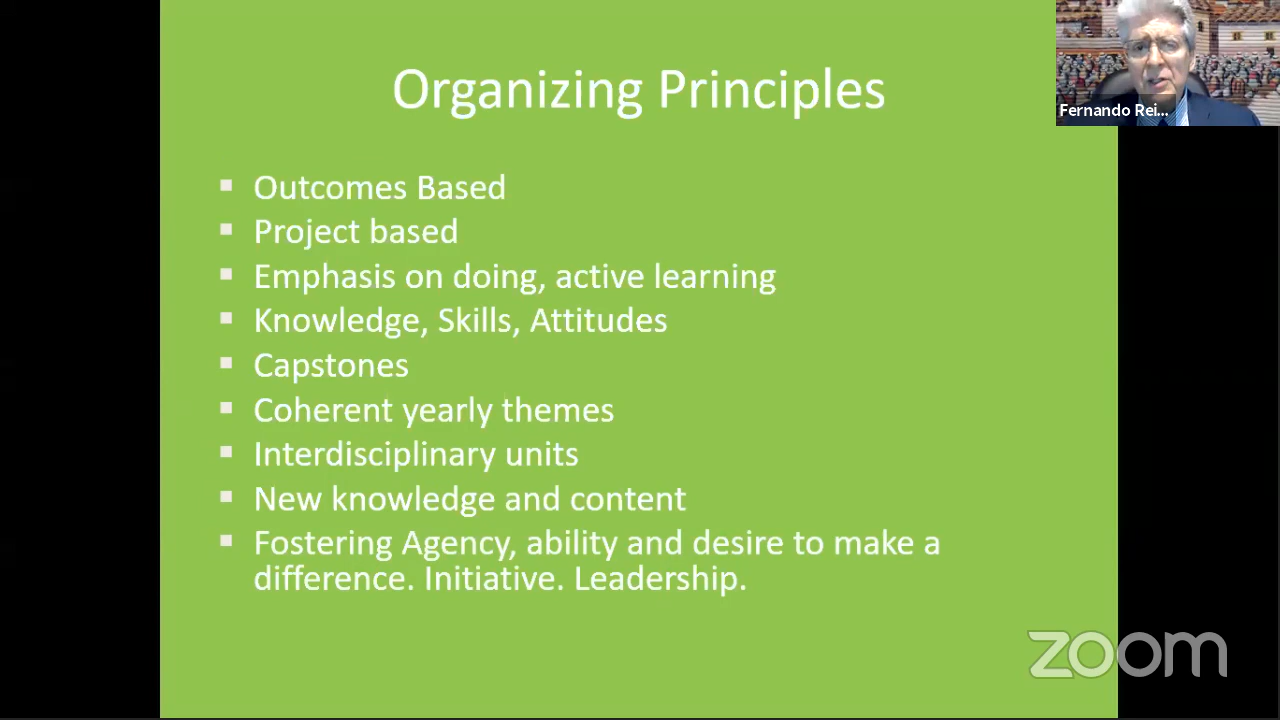 Organizing Principles
Fernando Rei...
Outcomes Based
Project based
Emphasis on doing, active learning
Knowledge, Skills, Attitudes
Capstones
Coherent yearly themes
Interdisciplinary units
New knowledge and content
Fostering Agency, ability and desire to make a
difference. Initiative. Leadership.
zoom